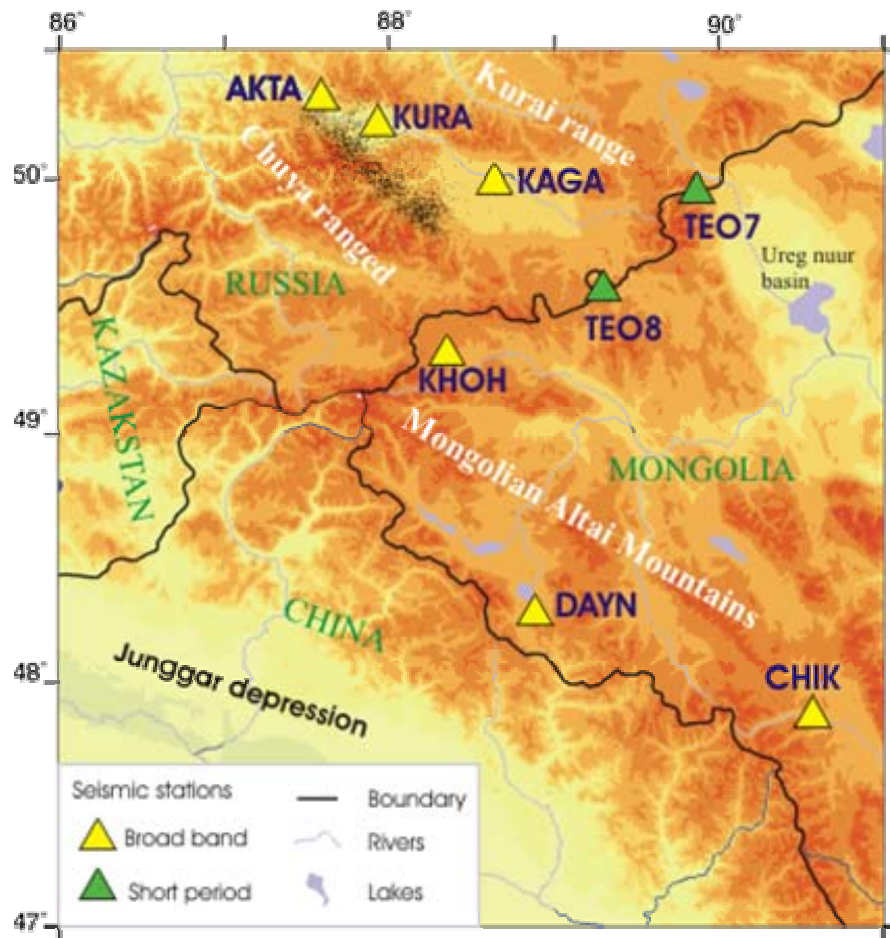 86° 88° 90°
AKTA
KURA
Kurai range
50°
KAGA
Chuya ranged
TEO7
Ureg nuur
basin
RUSSIA
TEO8
KAZAKSTAN
KHOH
49°
Mongolian Altai Mountains
MONGOLIA
DAYN
CHINA
48°
Junggar depression
CHIK
Seismic stations
Boundary
Broad band
Rivers
Short period
Lakes
47°